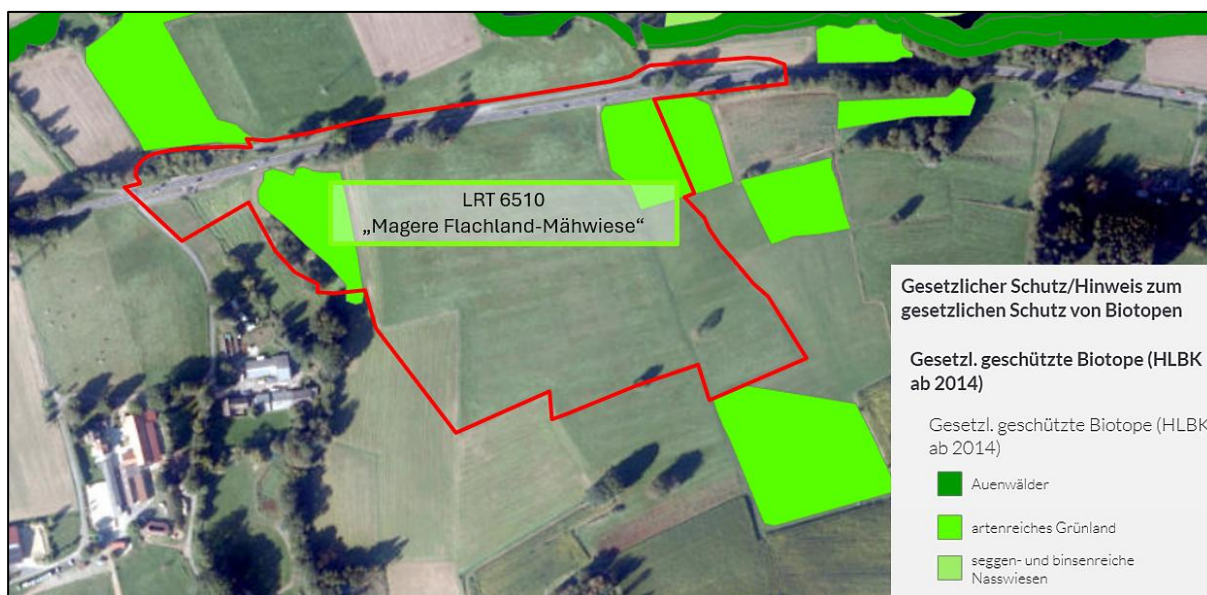 LRT 6510
„Magere Flachland-Mähwiese“
Gesetzlicher Schutz/Hinweis zum
gesetzlichen Schutz von Biotopen
Gesetzl. geschützte Biotope (HLBK
ab 2014)
Gesetzl. geschützte Biotope (HLBK
ab 2014)
Auenwälder
artenreiches Grünland
seggen- und binsenreiche
Nasswiesen